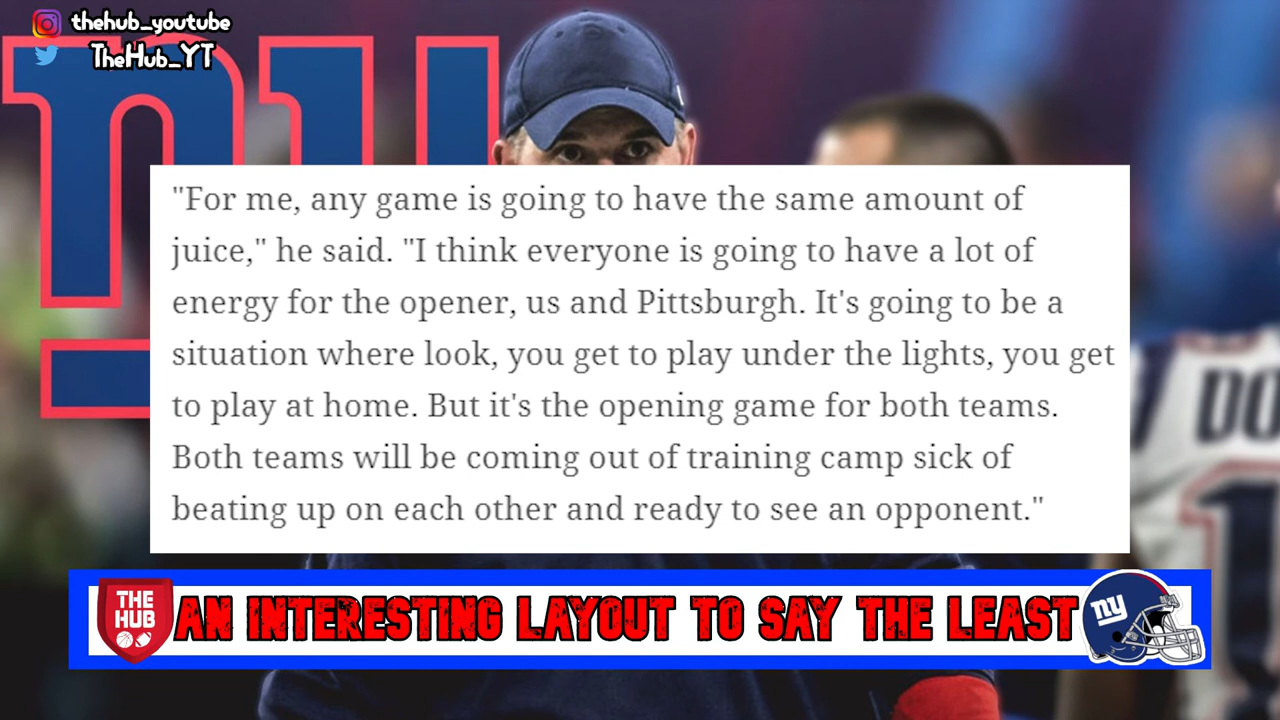 thehub_youtube
TheHub_YT
ny
"For me, any game is going to have the same amount of
juice," he said. "I think everyone is going to have a lot of
energy for the opener, us and Pittsburgh. It's going to be a
situation where look, you get to play under the lights, you get
to play at home. But it's the opening game for both teams.
Both teams will be coming out of training camp sick of
beating up on each other and ready to see an opponent."
DO
1
THE
HUB
AN INTERESTING LAYOUT TO SAY THE LEAST
ny